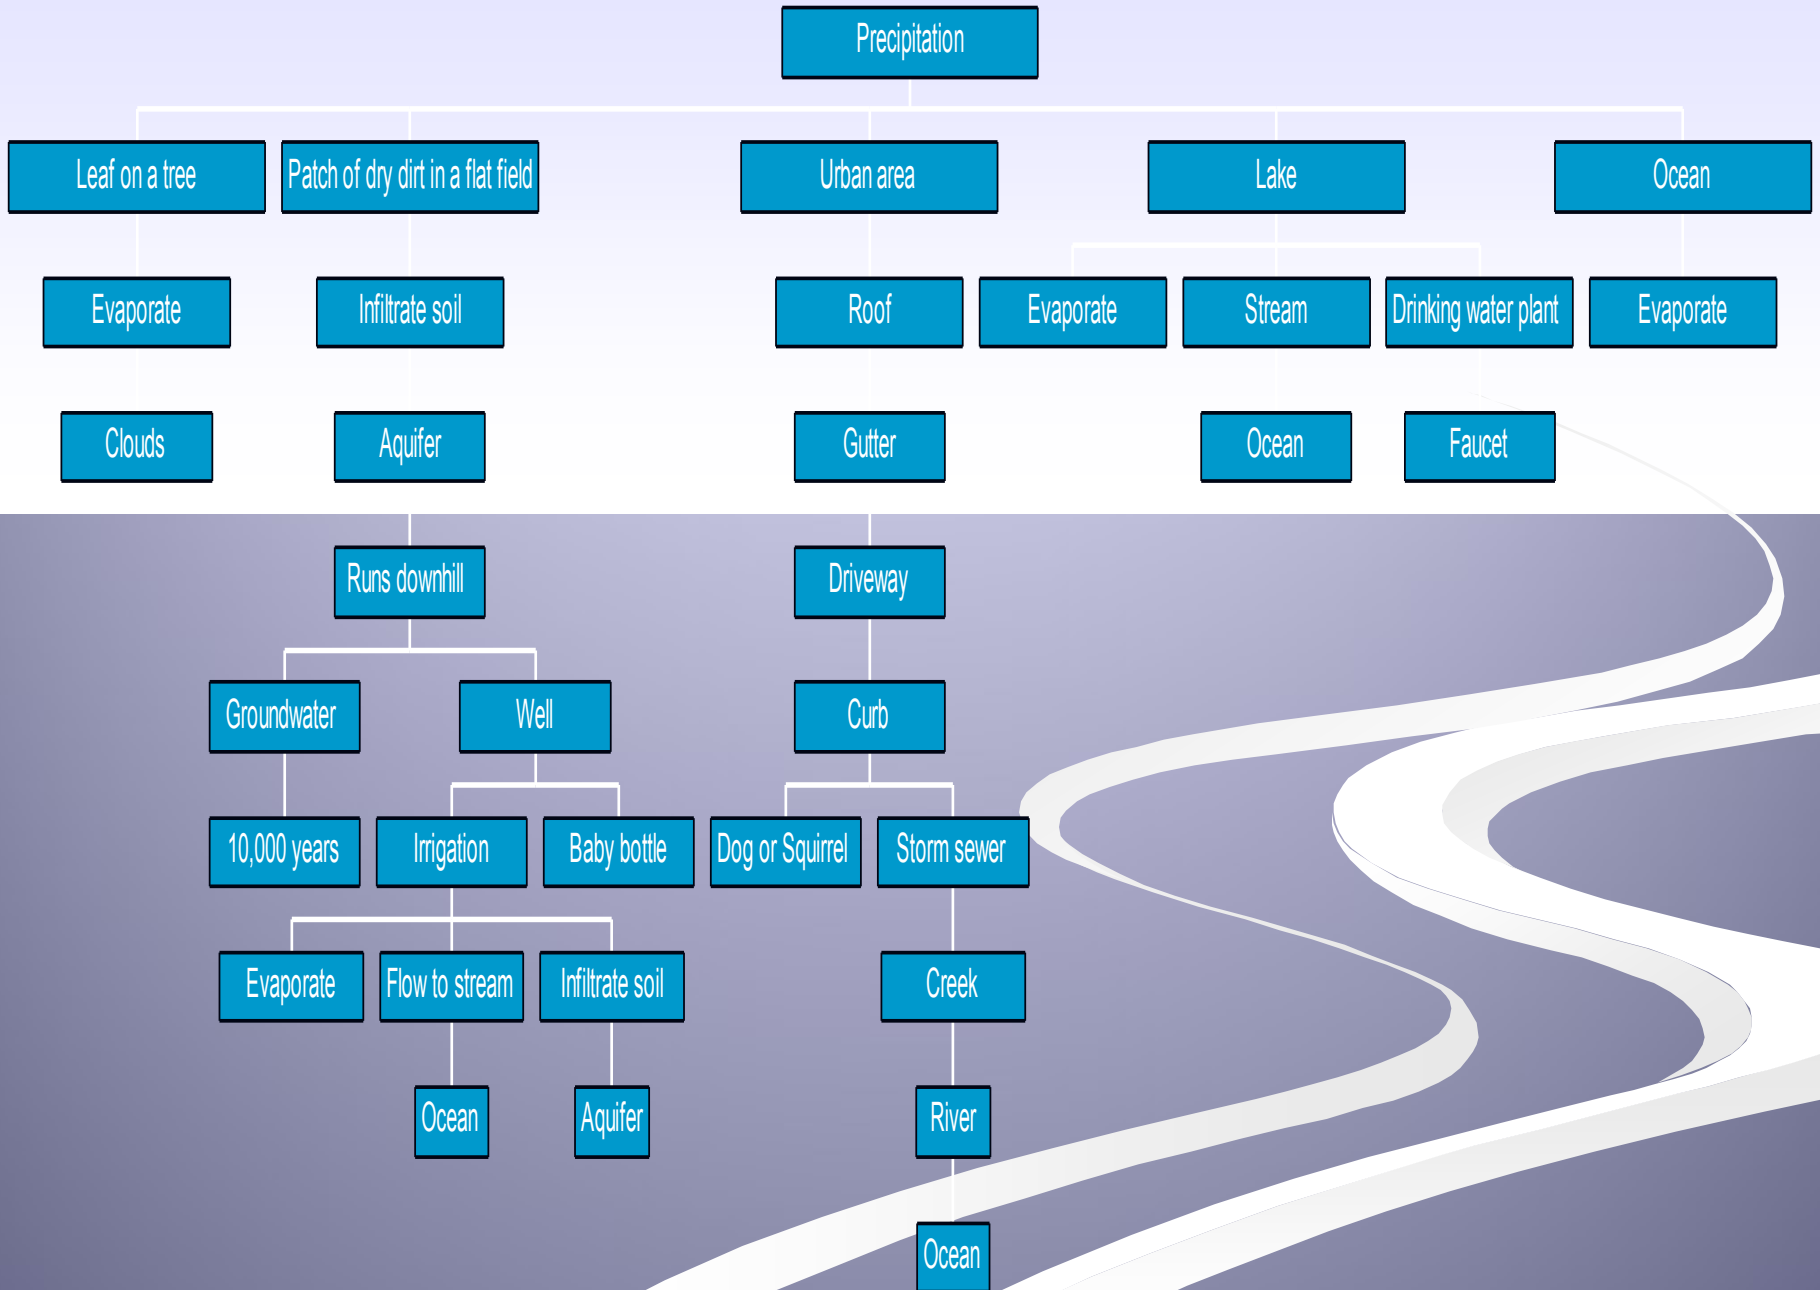 Precipitation
Leaf on a tree
Patch of dry dirt in a flat field
Urban area
Lake
Ocean
Evaporate
Infiltrate soil
Roof
Evaporate
Stream
Drinking water plant
Evaporate
Clouds
Aquifer
Gutter
Ocean
Faucet
Runs downhill
Driveway
Groundwater
Well
Curb
10,000 years
Irrigation
Baby bottle
Dog or Squirrel
Storm sewer
Evaporate
Flow to stream
Infiltrate soil
Creek
Ocean
Aquifer
River
Ocean